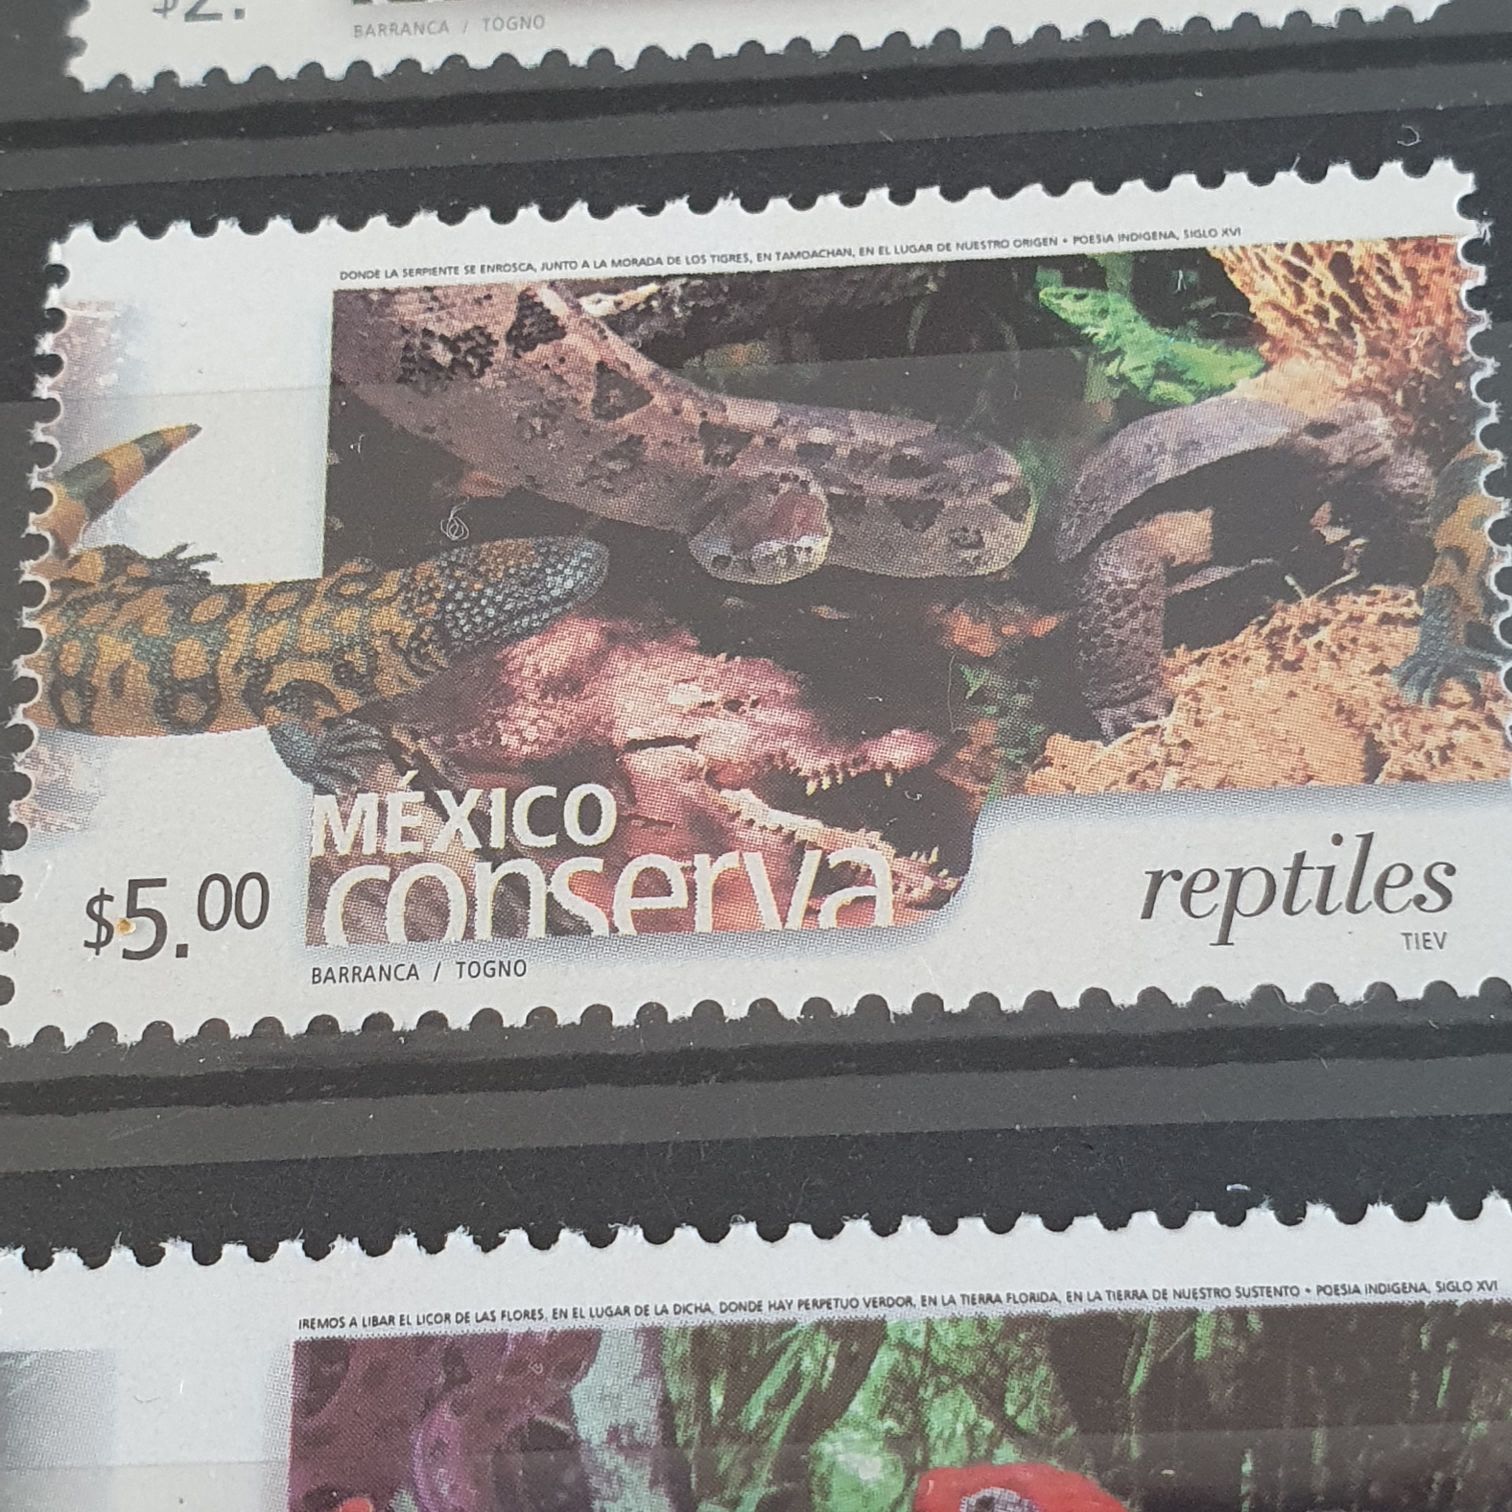 $2.
BARRANCA / TOGNO
DONDE LA SERPIENTE SE ENROSCA, JUNTO A LA MORADA DE LOS TIGRES, EN TAMOACHAN, EN EL LUGAR DE NUESTRO ORIGEN • POESIA INDIGENA, SIGLO XVI
MÉXICO
conserva
$5.00
reptiles
TIEV
BARRANCA / TOGNO
IREMOS A LIBAR EL LICOR DE LAS FLORES, EN EL LUGAR DE LA DICHA, DONDE HAY PERPETUO VERDOR, EN LA TIERRA FLORIDA, EN LA TIERRA DE NUESTRO SUSTENTO • POESIA INDIGENA, SIGLO XVI